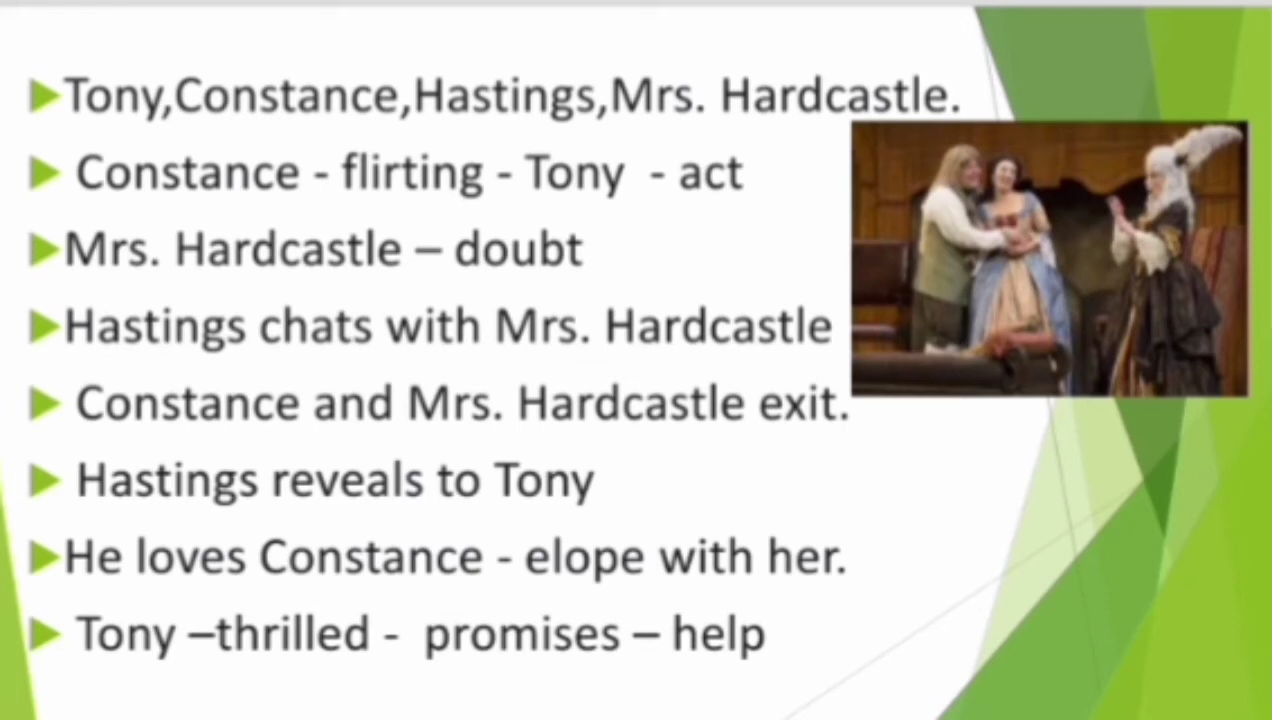 Tony,Constance,Hastings,Mrs. Hardcastle.
Constance - flirting - Tony - act
Mrs. Hardcastle – doubt
Hastings chats with Mrs. Hardcastle
Constance and Mrs. Hardcastle exit.
Hastings reveals to Tony
He loves Constance - elope with her.
Tony –thrilled - promises – help